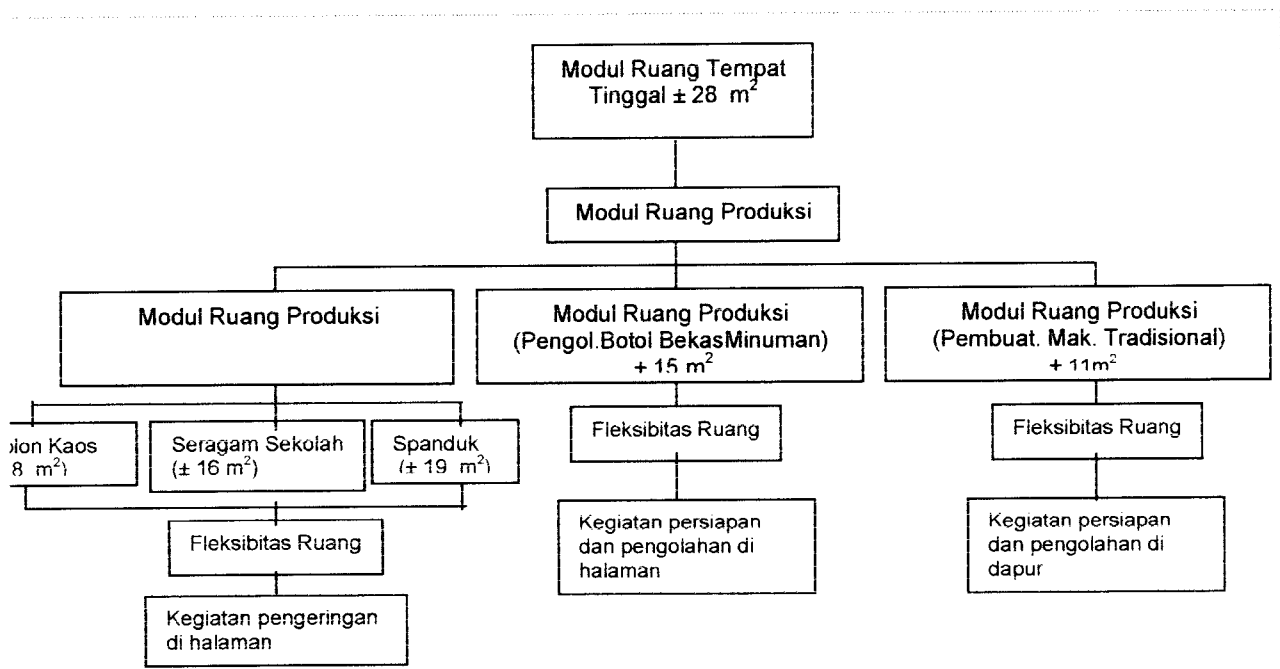 Modul Ruang Tempat
Tinggal ± 28 m²
Modul Ruang Produksi
Modul Ruang Produksi
Modul Ruang Produksi
(Pengol.Botol BekasMinuman)
+ 15 m²
Modul Ruang Produksi
(Pembuat. Mak. Tradisional)
+ 11m²
Kaos
8 m²)
Seragam Sekolah
(± 16 m²)
Spanduk
(± 19 m²)
Fleksibitas Ruang
Fleksibitas Ruang
Fleksibitas Ruang
Kegiatan pengeringan
di halaman
Kegiatan persiapan
dan pengolahan di
halaman
Kegiatan persiapan
dan pengolahan di
dapur